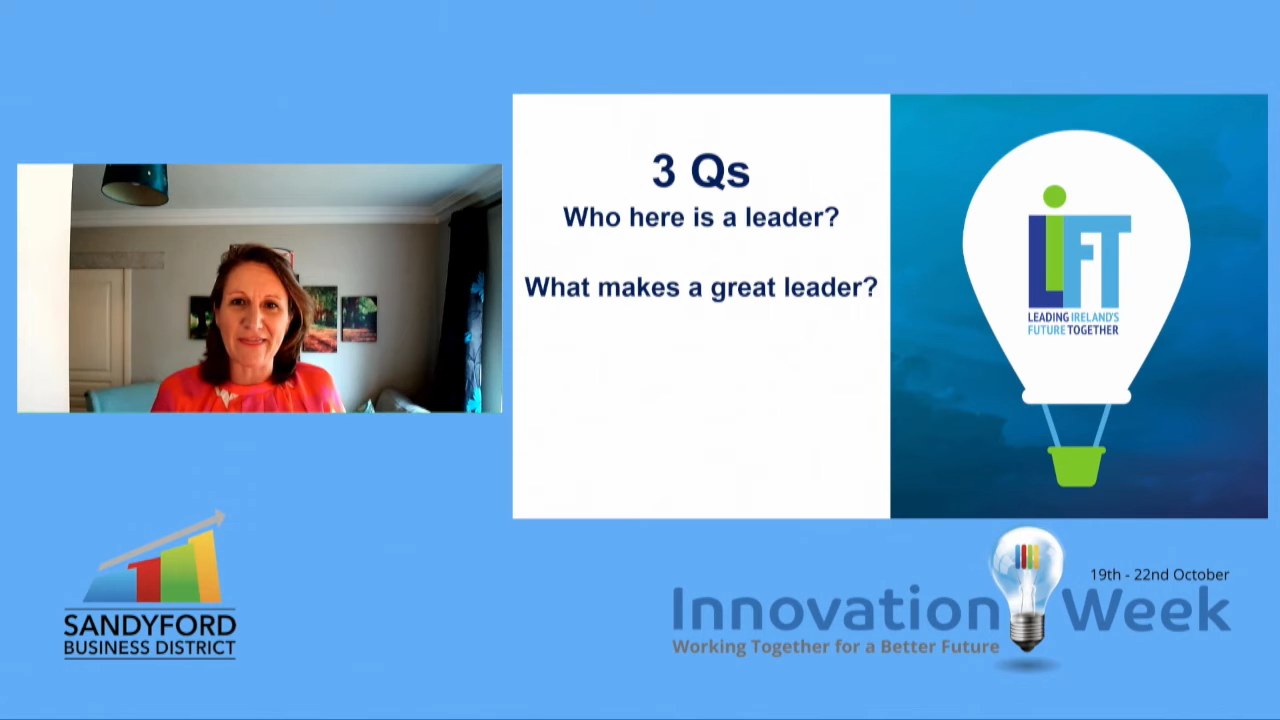 3 Qs
Who here is a leader?
What makes a great leader?
LIFT
LEADING IRELAND'S
FUTURE TOGETHER
SANDYFORD
BUSINESS DISTRICT
19th - 22nd October
Innovation Week
Working Together for a Better Future